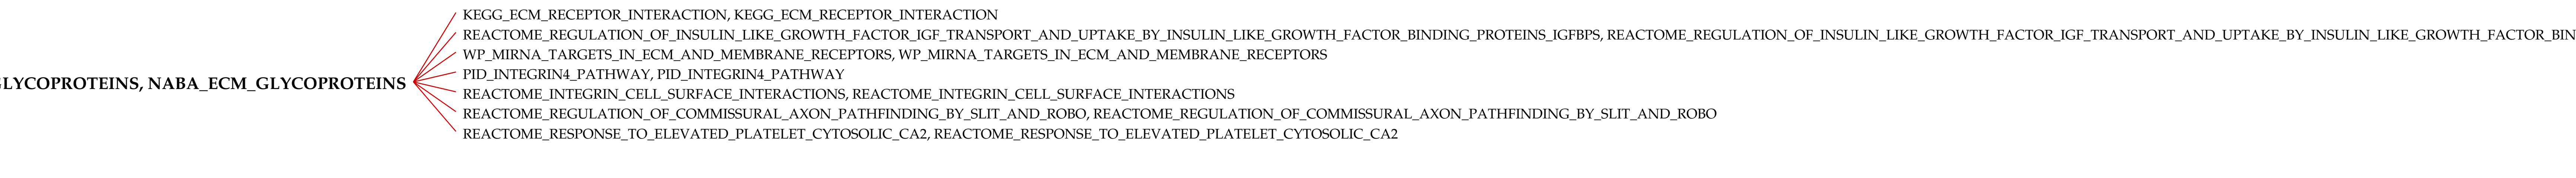 KEGG_ECM_RECEPTOR_INTERACTION, KEGG_ECM_RECEPTOR_INTERACTION
REACTOME_REGULATION_OF_INSULIN_LIKE_GROWTH_FACTOR_IGF_TRANSPORT_AND_UPTAKE_BY_INSULIN_LIKE_GROWTH_FACTOR_BINDING_PROTEINS_IGFBPS, REACTOME_REGULATION_OF_INSULIN_LIKE_GROWTH_FACTOR_IGF_TRANSPORT_AND_UPTAKE_BY_INSULIN_LIKE_GROWTH_FACTOR_BIN
WP_MIRNA_TARGETS_IN_ECM_AND_MEMBRANE_RECEPTORS, WP_MIRNA_TARGETS_IN_ECM_AND_MEMBRANE_RECEPTORS
PID_INTEGRIN4_PATHWAY, PID_INTEGRIN4_PATHWAY
GLYCOPROTEINS, NABA_ECM_GLYCOPROTEINS
REACTOME_INTEGRIN_CELL_SURFACE_INTERACTIONS, REACTOME_INTEGRIN_CELL_SURFACE_INTERACTIONS
REACTOME_REGULATION_OF_COMMISSURAL_AXON_PATHFINDING_BY_SLIT_AND_ROBO, REACTOME_REGULATION_OF_COMMISSURAL_AXON_PATHFINDING_BY_SLIT_AND_ROBO
REACTOME_RESPONSE_TO_ELEVATED_PLATELET_CYTOSOLIC_CA2, REACTOME_RESPONSE_TO_ELEVATED_PLATELET_CYTOSOLIC_CA2